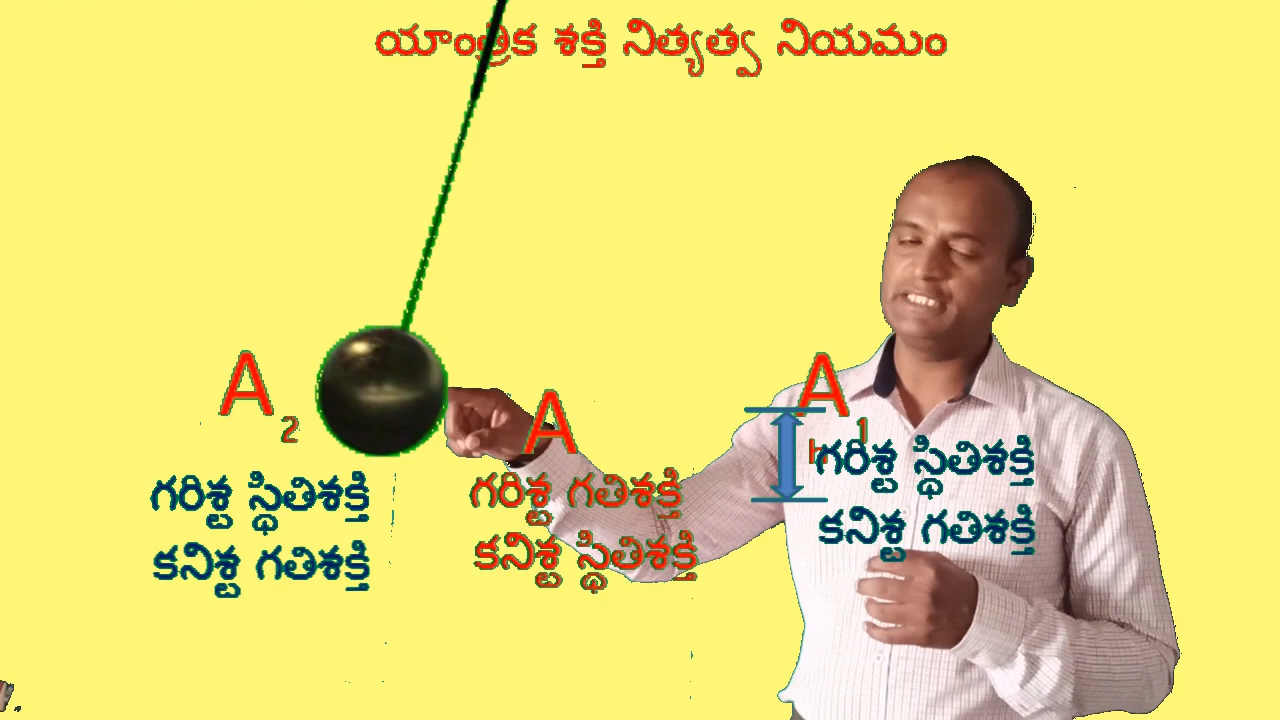 యాంత్రిక శక్తి నిత్యత్వ నియమం
A2
గరిశ్ట స్థితిశక్తి
కనిశ్ట గతిశక్తి
A
గరిశ్ట గతిశక్తి
కనిశ్ట స్థితిశక్తి
A1
h
గరిశ్ట స్థితిశక్తి
కనిశ్ట గతిశక్తి